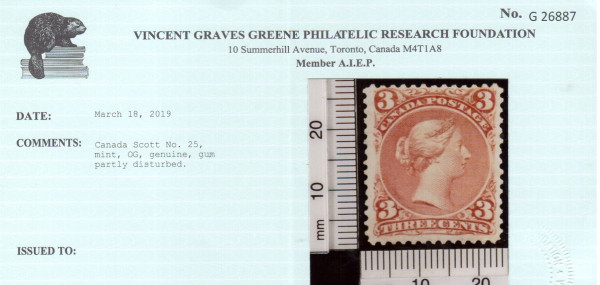 No. G 26887
VINCENT GRAVES GREENE PHILATELIC RESEARCH FOUNDATION
10 Summerhill Avenue, Toronto, Canada M4T1A8
Member A.I.E.P.
DATE: March 18, 2019
COMMENTS: Canada Scott No. 25,
mint, OG, genuine, gum
partly disturbed.
ISSUED TO:
20
10
mm
3 3
CANADA POSTAGE
3 3
THREE CENTS
10 20